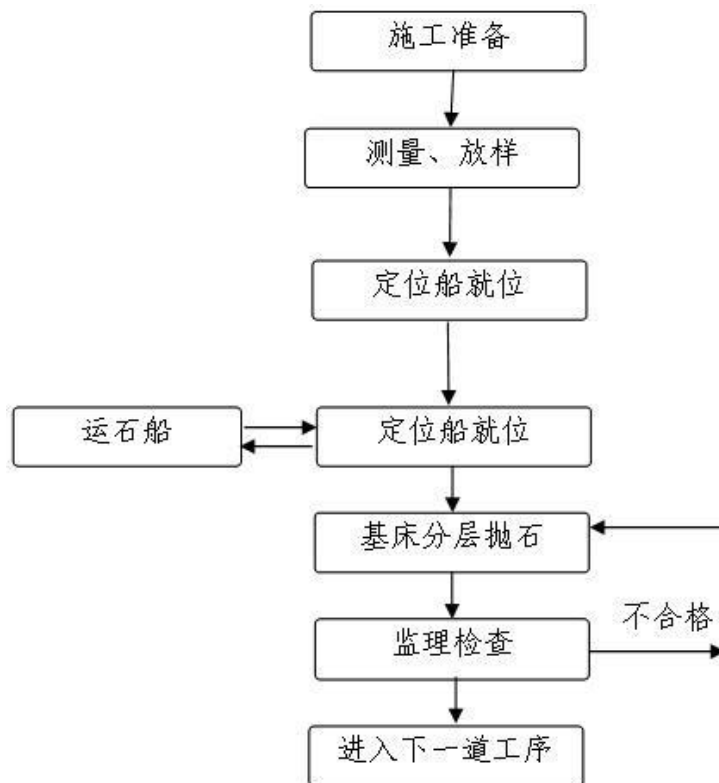 施工准备
测量、放样
定位船就位
运石船
定位船就位
基床分层抛石
不合格
监理检查
进入下一道工序